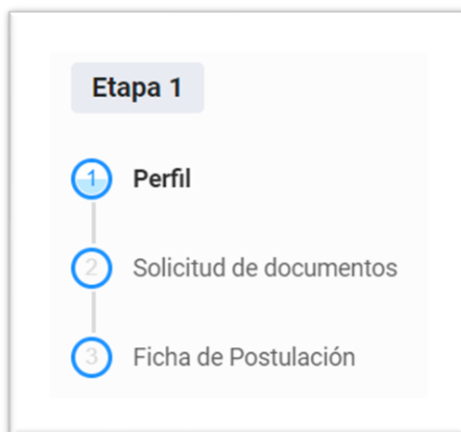 Etapa 1
1 Perfil
2 Solicitud de documentos
3 Ficha de Postulación